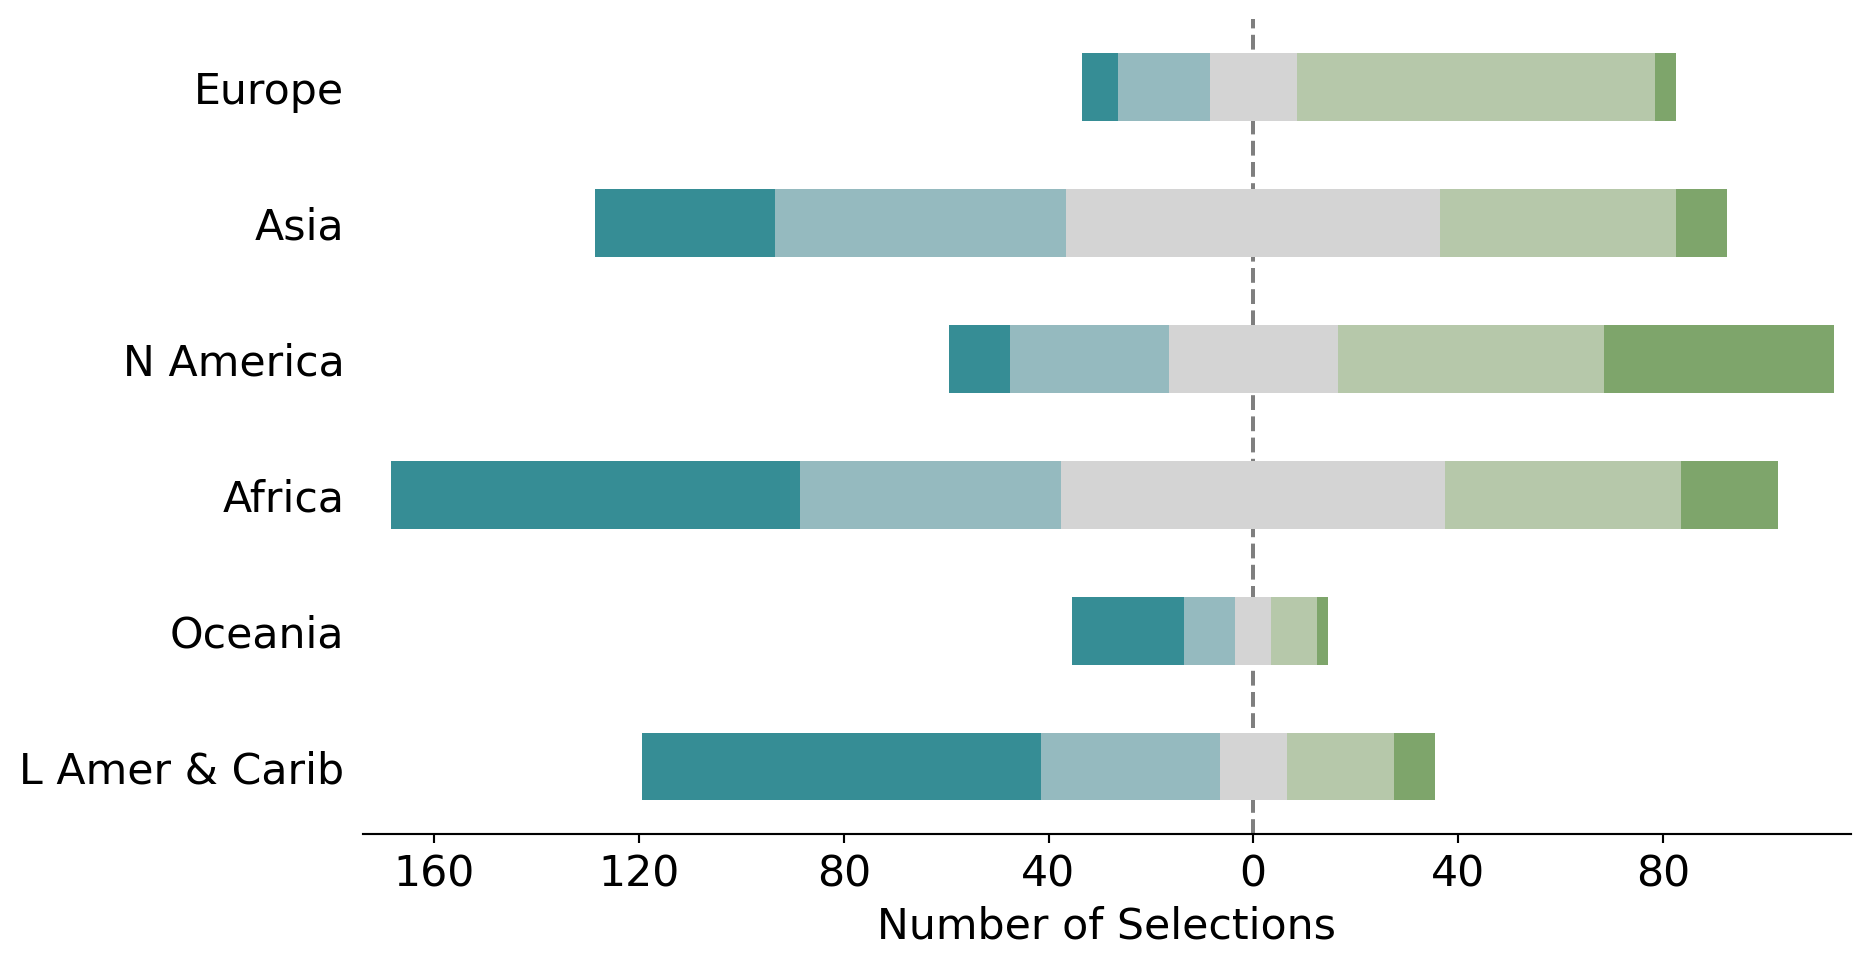 Europe
Asia
N America
Africa
Oceania
L Amer & Carib
160 120 80 40 0 40 80
Number of Selections